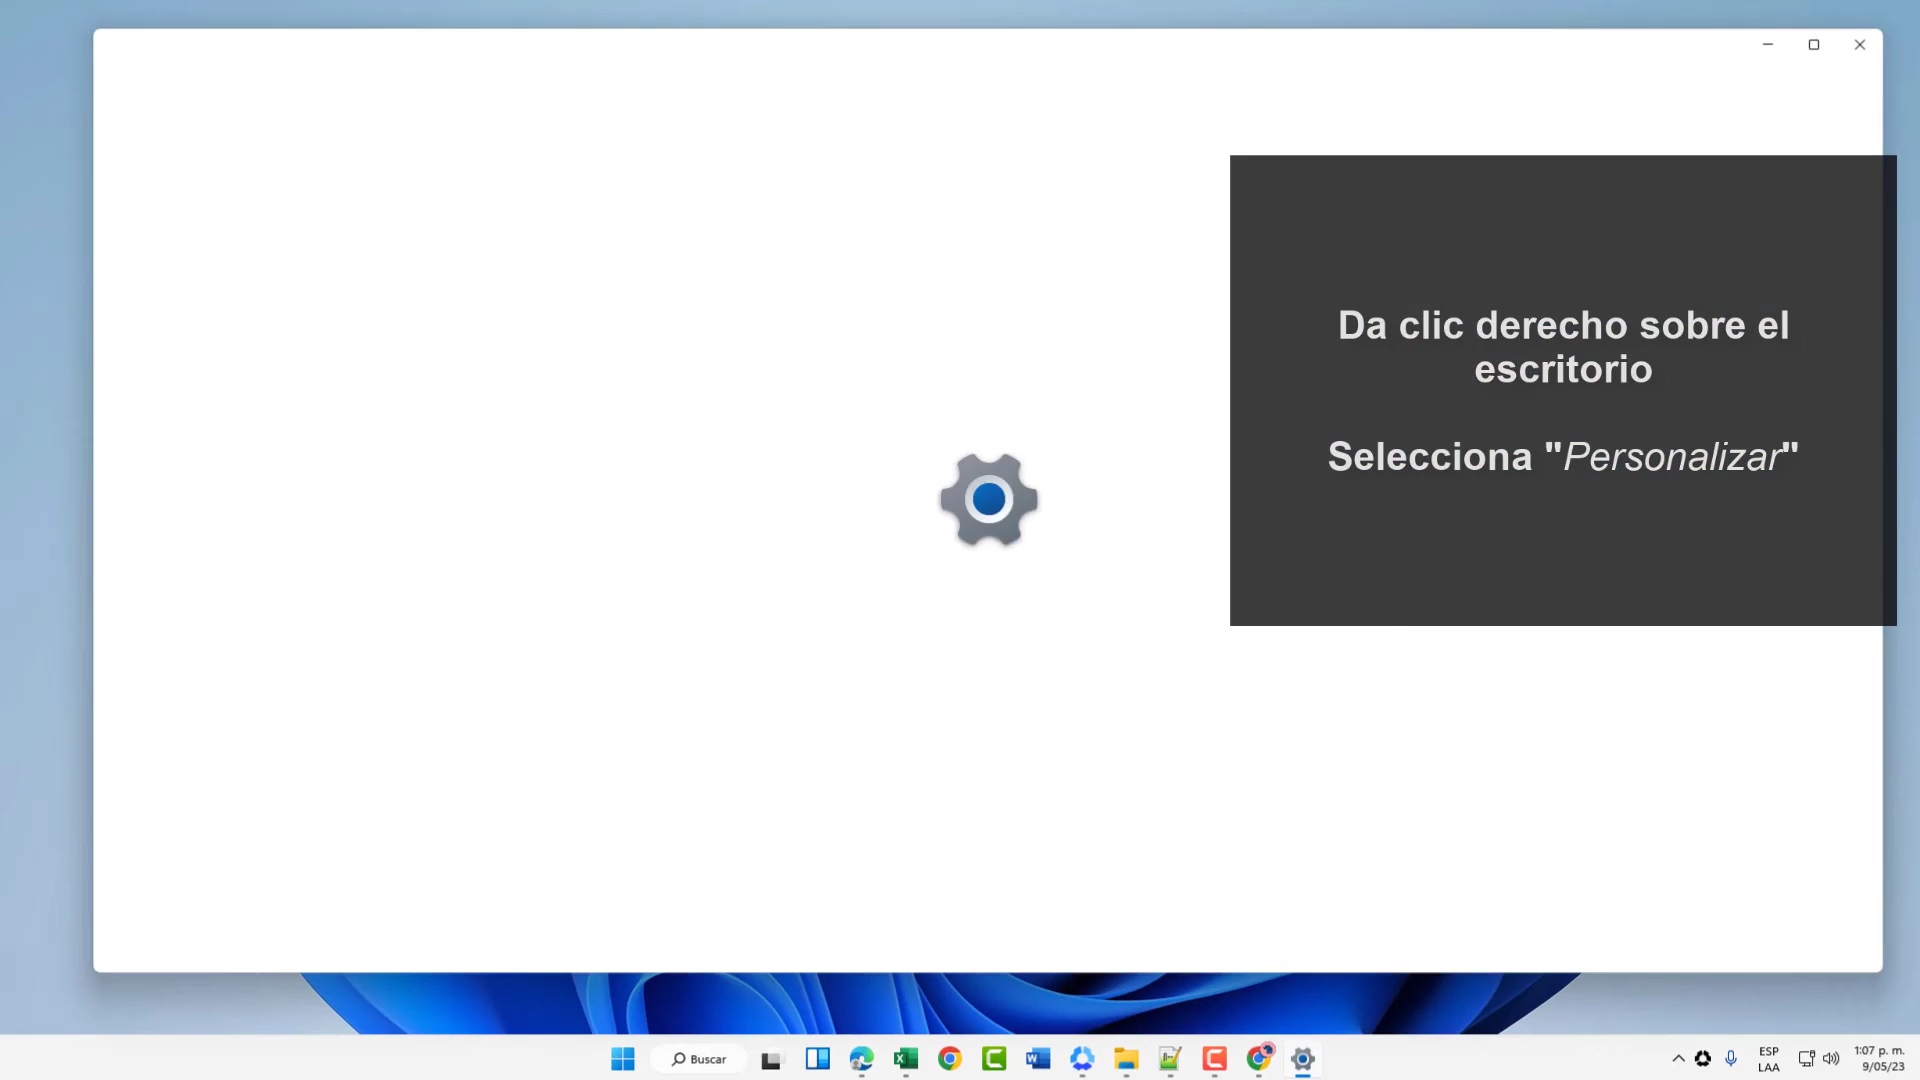 Da clic derecho sobre el
escritorio
Selecciona "Personalizar"
Buscar
ESP
LAA
1:07 p. m.
9/05/23